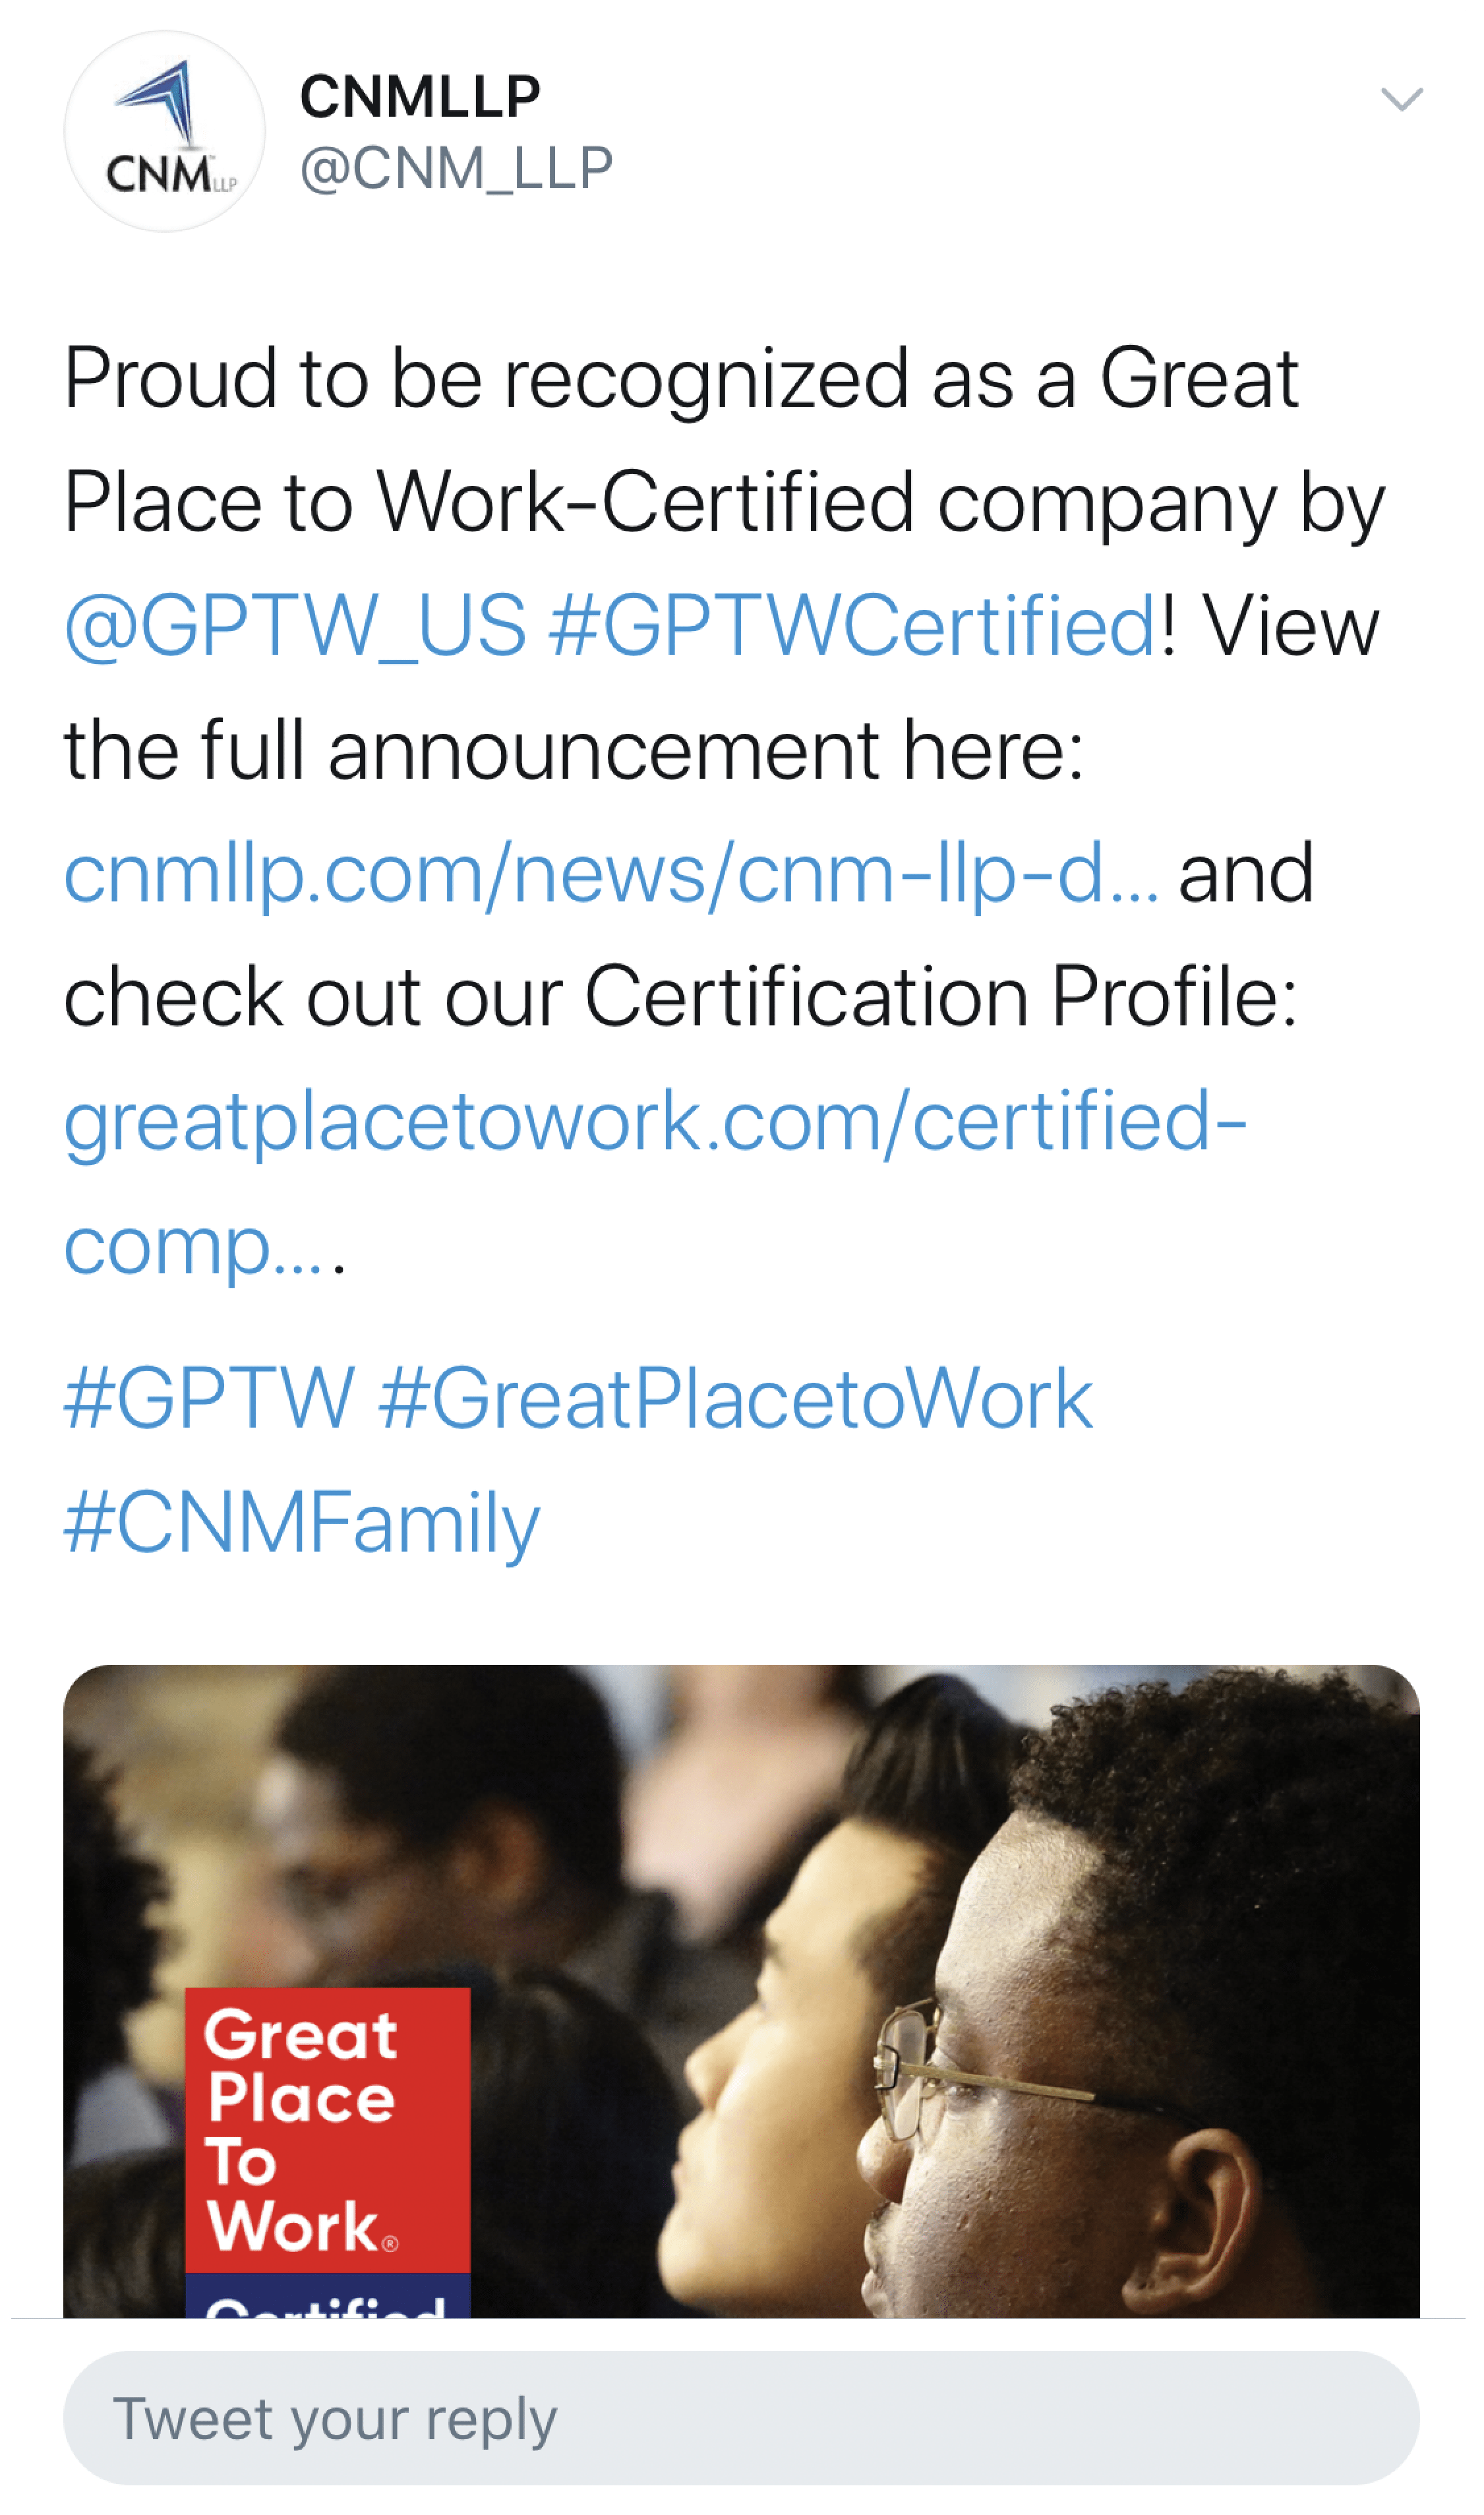 CNM LLP
CNMLLP
@CNM_LLP
Proud to be recognized as a Great
Place to Work-Certified company by
@GPTW_US #GPTWCertified! View
the full announcement here:
cnmllp.com/news/cnm-llp-d… and
check out our Certification Profile:
greatplacetowork.com/certified-
comp….
#GPTW #GreatPlacetoWork
#CNMFamily
Great
Place
To
Work®
Certified
Tweet your reply